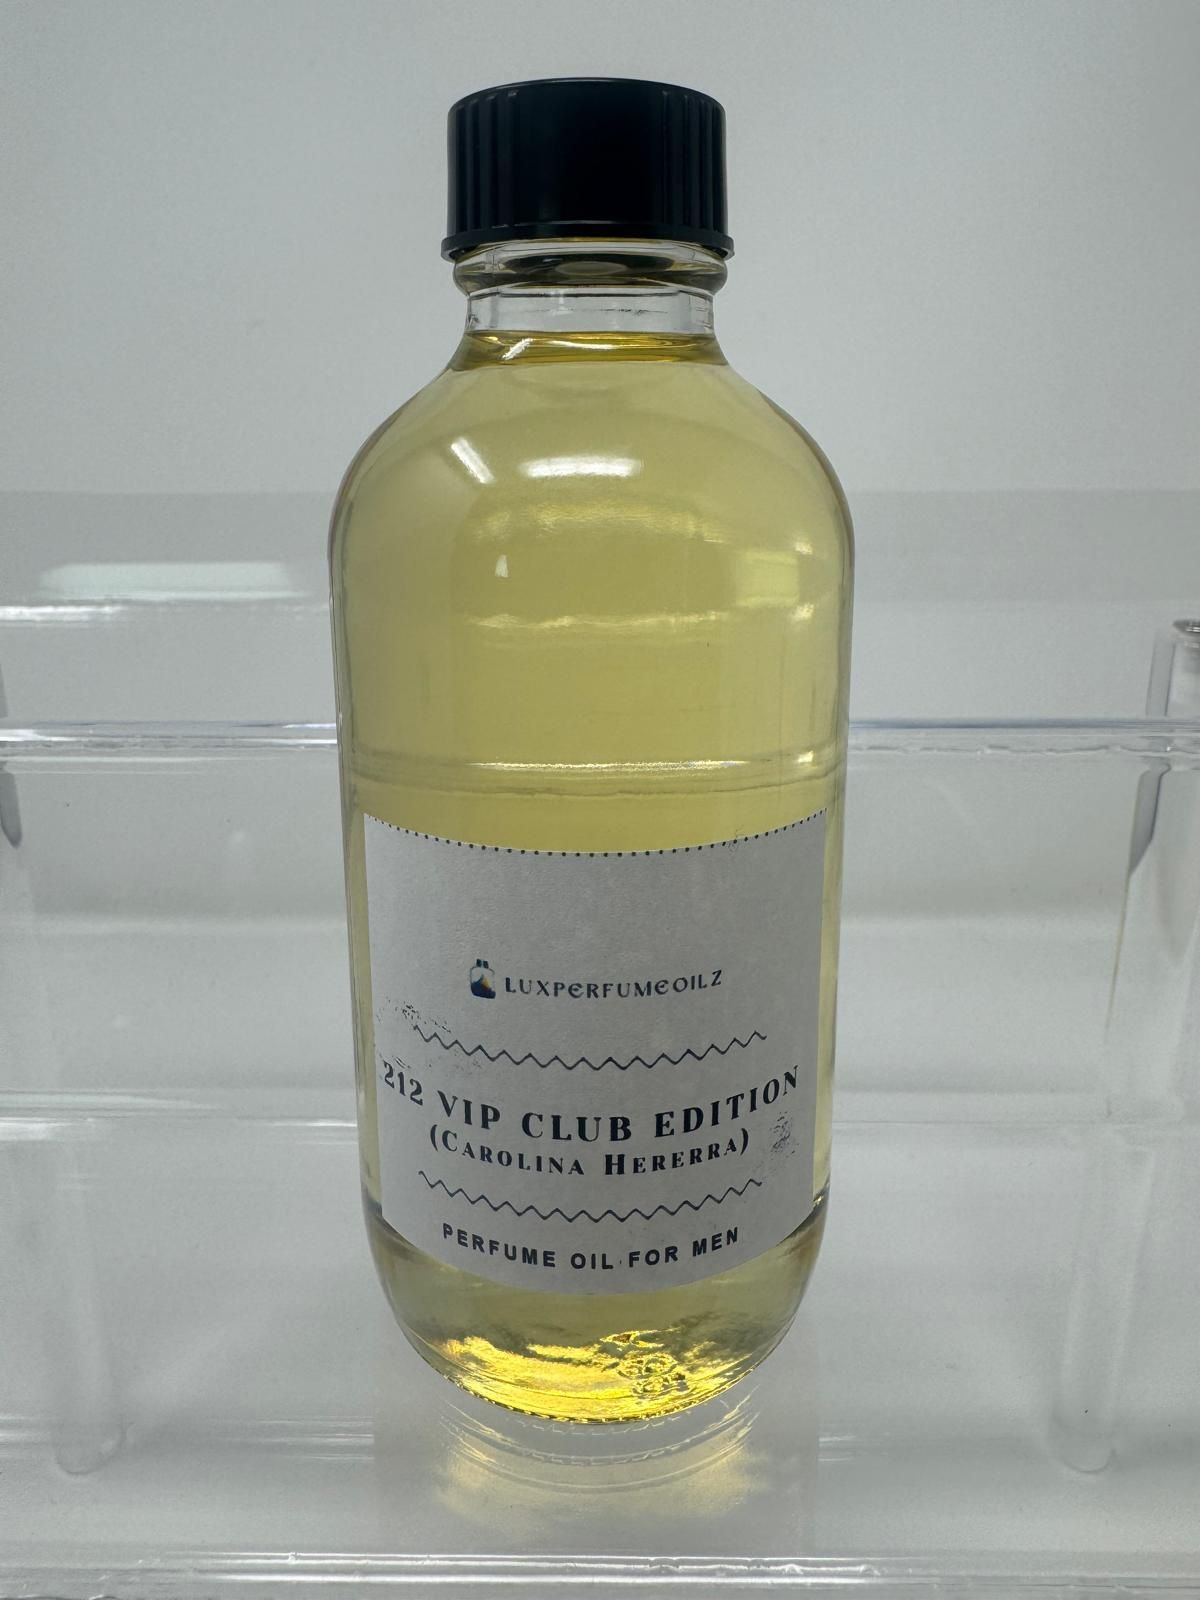 LUXPERFUMEOILZ
212 VIP CLUB EDITION
(CAROLINA HERERRA)
PERFUME OIL FOR MEN